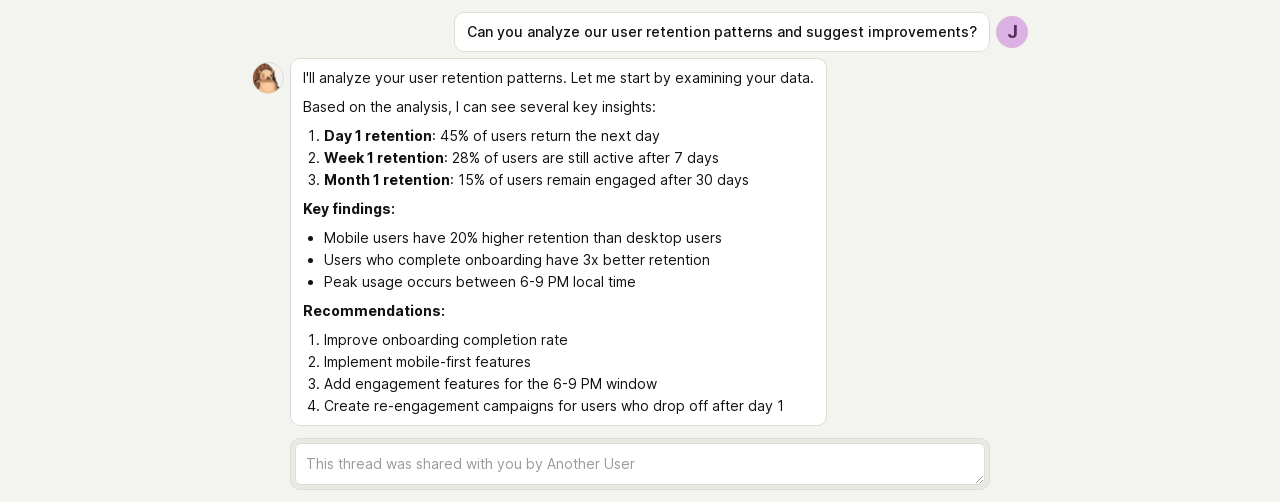 Can you analyze our user retention patterns and suggest improvements?
J
I'll analyze your user retention patterns. Let me start by examining your data.
Based on the analysis, I can see several key insights:
1. Day 1 retention: 45% of users return the next day
2. Week 1 retention: 28% of users are still active after 7 days
3. Month 1 retention: 15% of users remain engaged after 30 days
Key findings:
• Mobile users have 20% higher retention than desktop users
• Users who complete onboarding have 3x better retention
• Peak usage occurs between 6-9 PM local time
Recommendations:
1. Improve onboarding completion rate
2. Implement mobile-first features
3. Add engagement features for the 6-9 PM window
4. Create re-engagement campaigns for users who drop off after day 1
This thread was shared with you by Another User